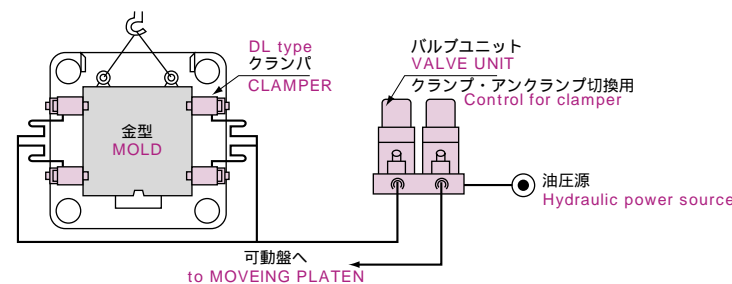 DL type
クランパ
CLAMPER
金型
MOLD
バルブユニット
VALVE UNIT
クランプ・アンクランプ切換用
Control for clamper
油圧源
Hydraulic power source
可動盤へ
to MOVEING PLATEN